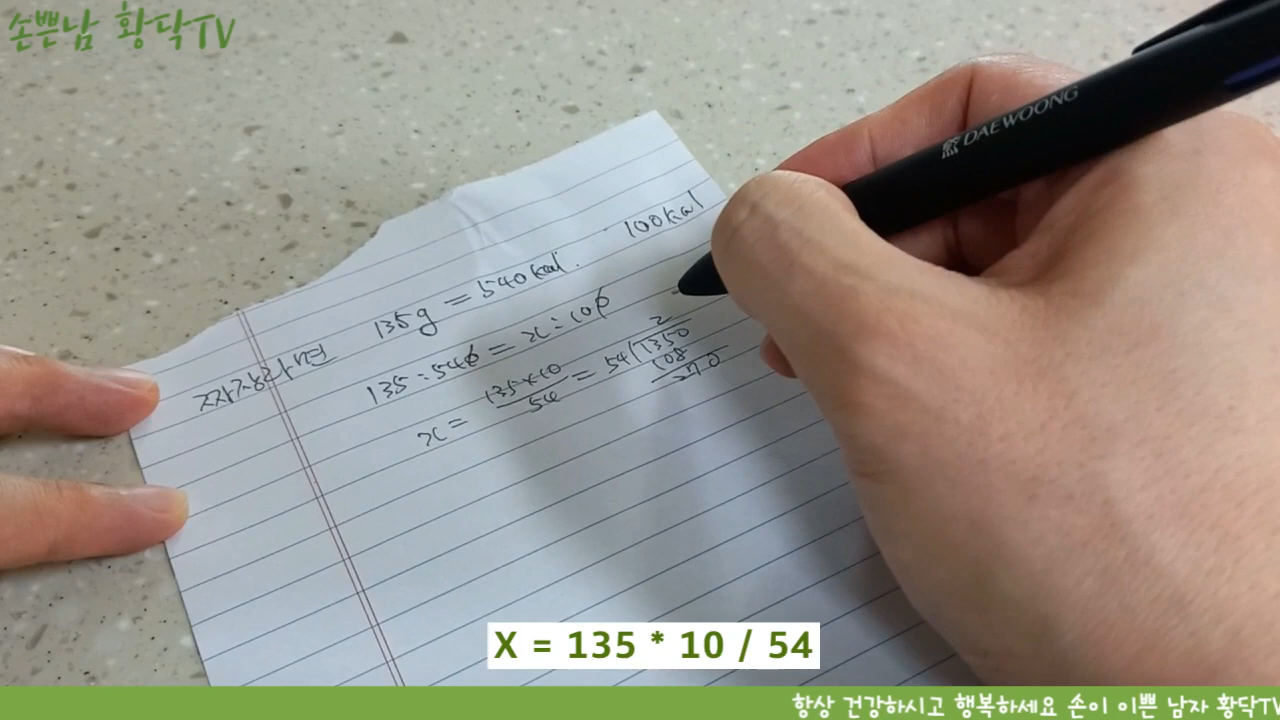 손쁜남 황닥TV
DAEWOONG
100kcal
짜장라면 135g = 540kcal.
135 : 540 = x : 100
x = 135×10 / 54 = 54 ) 1350
2
108
270
X = 135 * 10 / 54
항상 건강하시고 행복하세요 손이 이쁜 남자 황닥TV